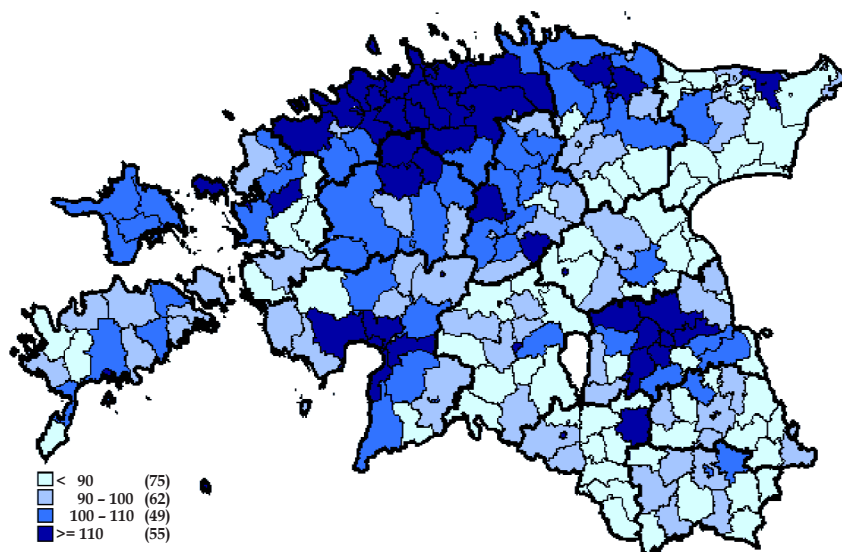 < 90 (75)
90 – 100 (62)
100 – 110 (49)
>= 110 (55)